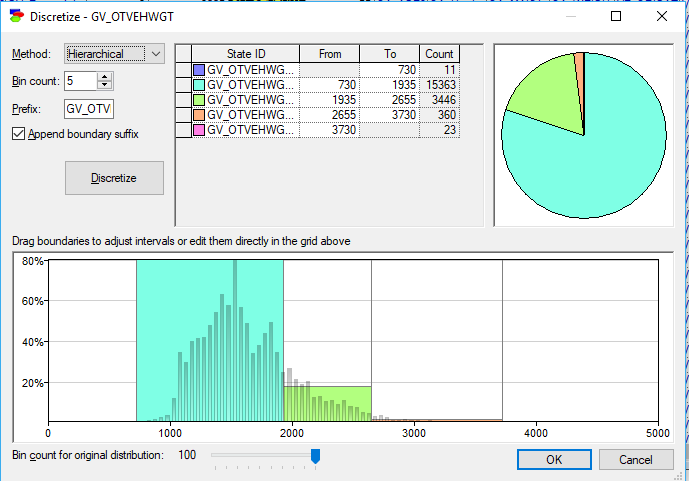 Discretize - GV_OTVEHWGT
Method: Hierarchical
Bin count: 5
Prefix: GV_OTV
Append boundary suffix
Discretize
State ID From To Count
GV_OTVEHWG... 730 11
GV_OTVEHWG... 730 1935 15363
GV_OTVEHWG... 1935 2655 3446
GV_OTVEHWG... 2655 3730 360
GV_OTVEHWG... 3730 23
Drag boundaries to adjust intervals or edit them directly in the grid above
80%
60%
40%
20%
0 1000 2000 3000 4000 5000
Bin count for original distribution: 100
OK Cancel